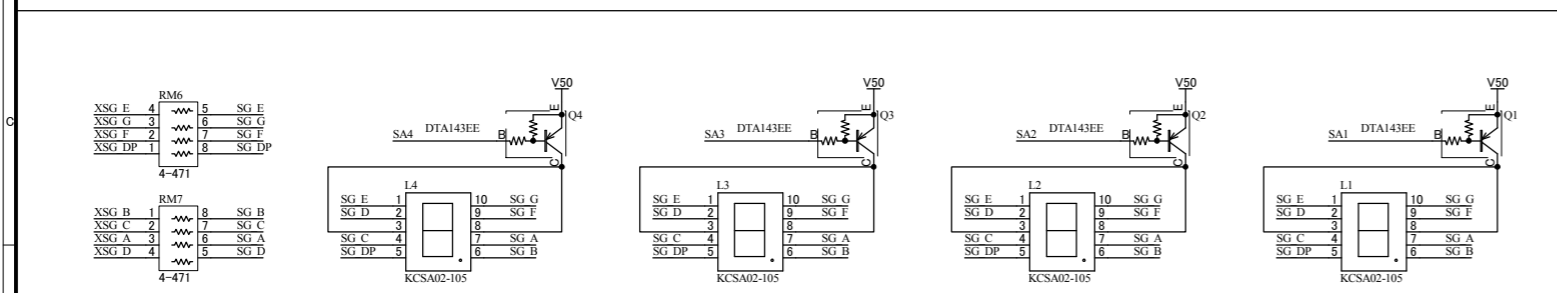 C
RM6
XSG E 4 5 SG E
XSG G 3 6 SG G
XSG F 2 7 SG F
XSG DP 1 8 SG DP
4-471
RM7
XSG B 1 8 SG B
XSG C 2 7 SG C
XSG A 3 6 SG A
XSG D 4 5 SG D
4-471
V50
E
Q4
SA4 DTA143EE B
C
L4
SG E 1 10 SG G
SG D 2 9 SG F
3 8
SG C 4 7 SG A
SG DP 5 6 SG B
KCSA02-105
V50
E
Q3
SA3 DTA143EE B
C
L3
SG E 1 10 SG G
SG D 2 9 SG F
3 8
SG C 4 7 SG A
SG DP 5 6 SG B
KCSA02-105
V50
E
Q2
SA2 DTA143EE B
C
L2
SG E 1 10 SG G
SG D 2 9 SG F
3 8
SG C 4 7 SG A
SG DP 5 6 SG B
KCSA02-105
V50
E
Q1
SA1 DTA143EE B
C
L1
SG E 1 10 SG G
SG D 2 9 SG F
3 8
SG C 4 7 SG A
SG DP 5 6 SG B
KCSA02-105